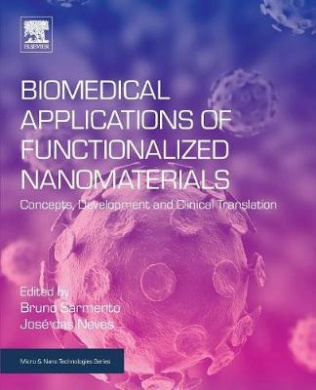 ELSEVIER
BIOMEDICAL
APPLICATIONS OF
FUNCTIONALIZED
NANOMATERIALS
Concepts, Development and Clinical Translation
Edited by
Bruno Sarmento
José das Neves
Micro & Nano Technologies Series